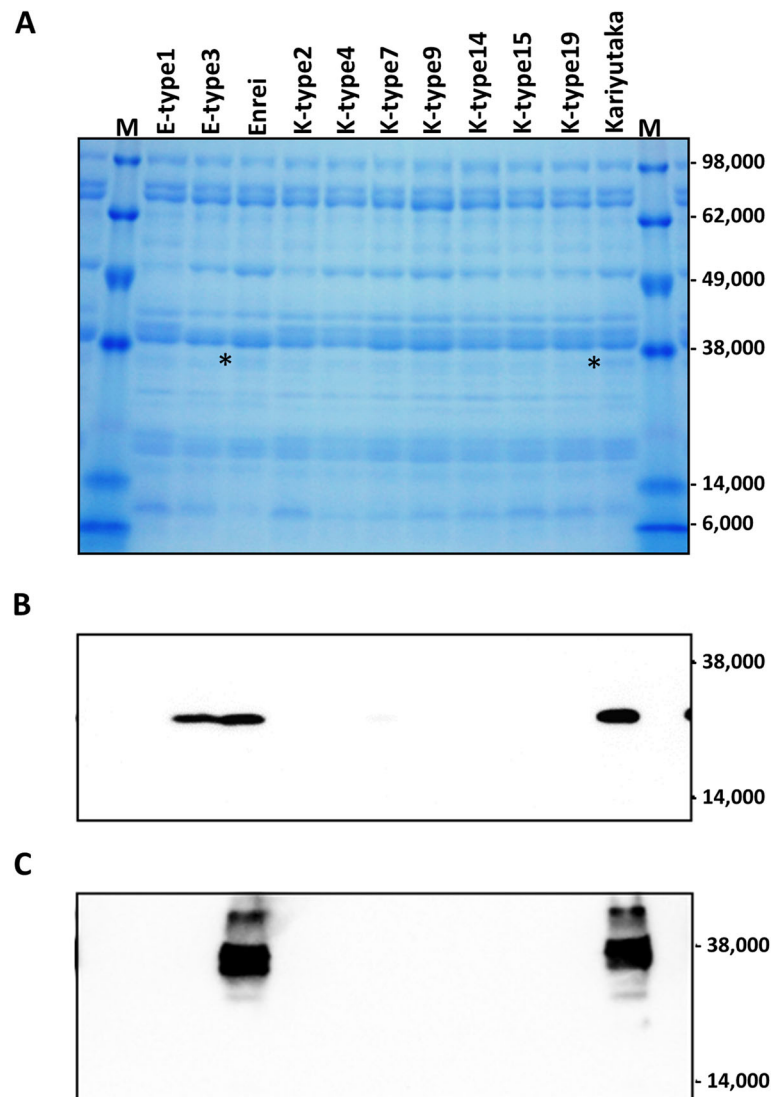 A
E-type1
E-type3
Enrei
K-type2
K-type4
K-type7
K-type9
K-type14
K-type15
K-type19
Kariyutaka
M
M
- 98,000
- 62,000
- 49,000
- 38,000
* *
- 14,000
- 6,000
B
- 38,000
- 14,000
C
- 38,000
- 14,000